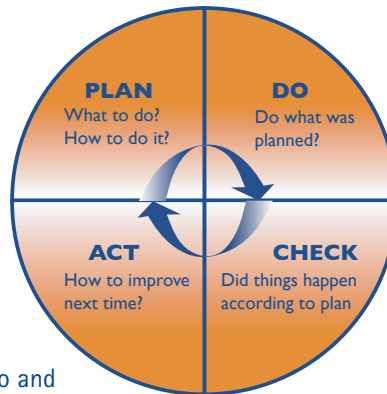 PLAN
What to do?
How to do it?
DO
Do what was
planned?
ACT
How to improve
next time?
CHECK
Did things happen
according to plan
o and